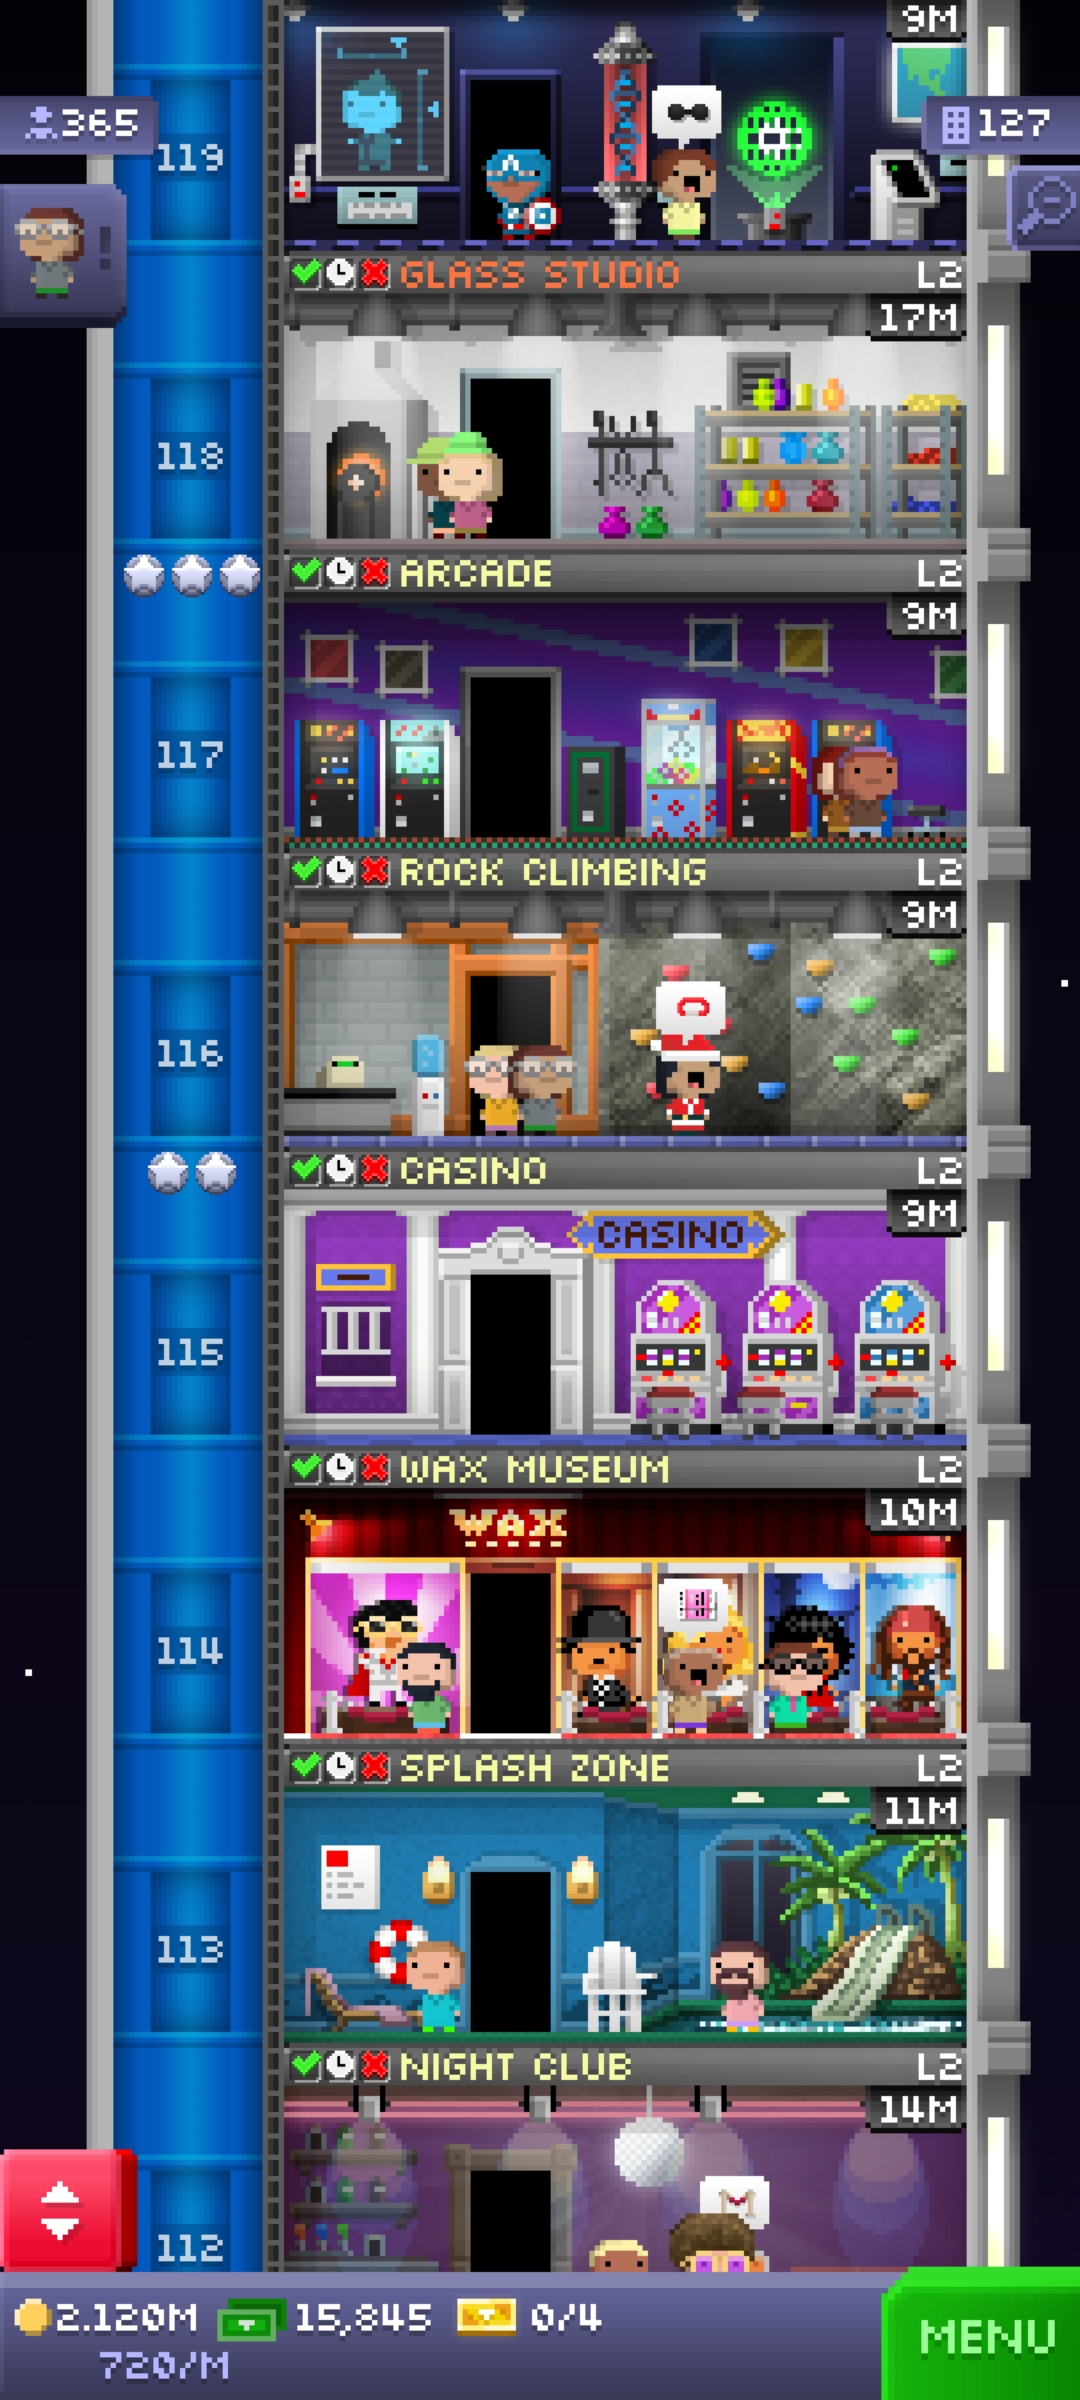 9M
365
127
119
GLASS STUDIO L2
17M
118
ARCADE L2
9M
117
ROCK CLIMBING L2
9M
116
CASINO L2
9M
CASINO
115
WAX MUSEUM L2
10M
WAX
114
SPLASH ZONE L2
11M
113
NIGHT CLUB L2
14M
112
2.120M 15,845 0/4
720/M
MENU